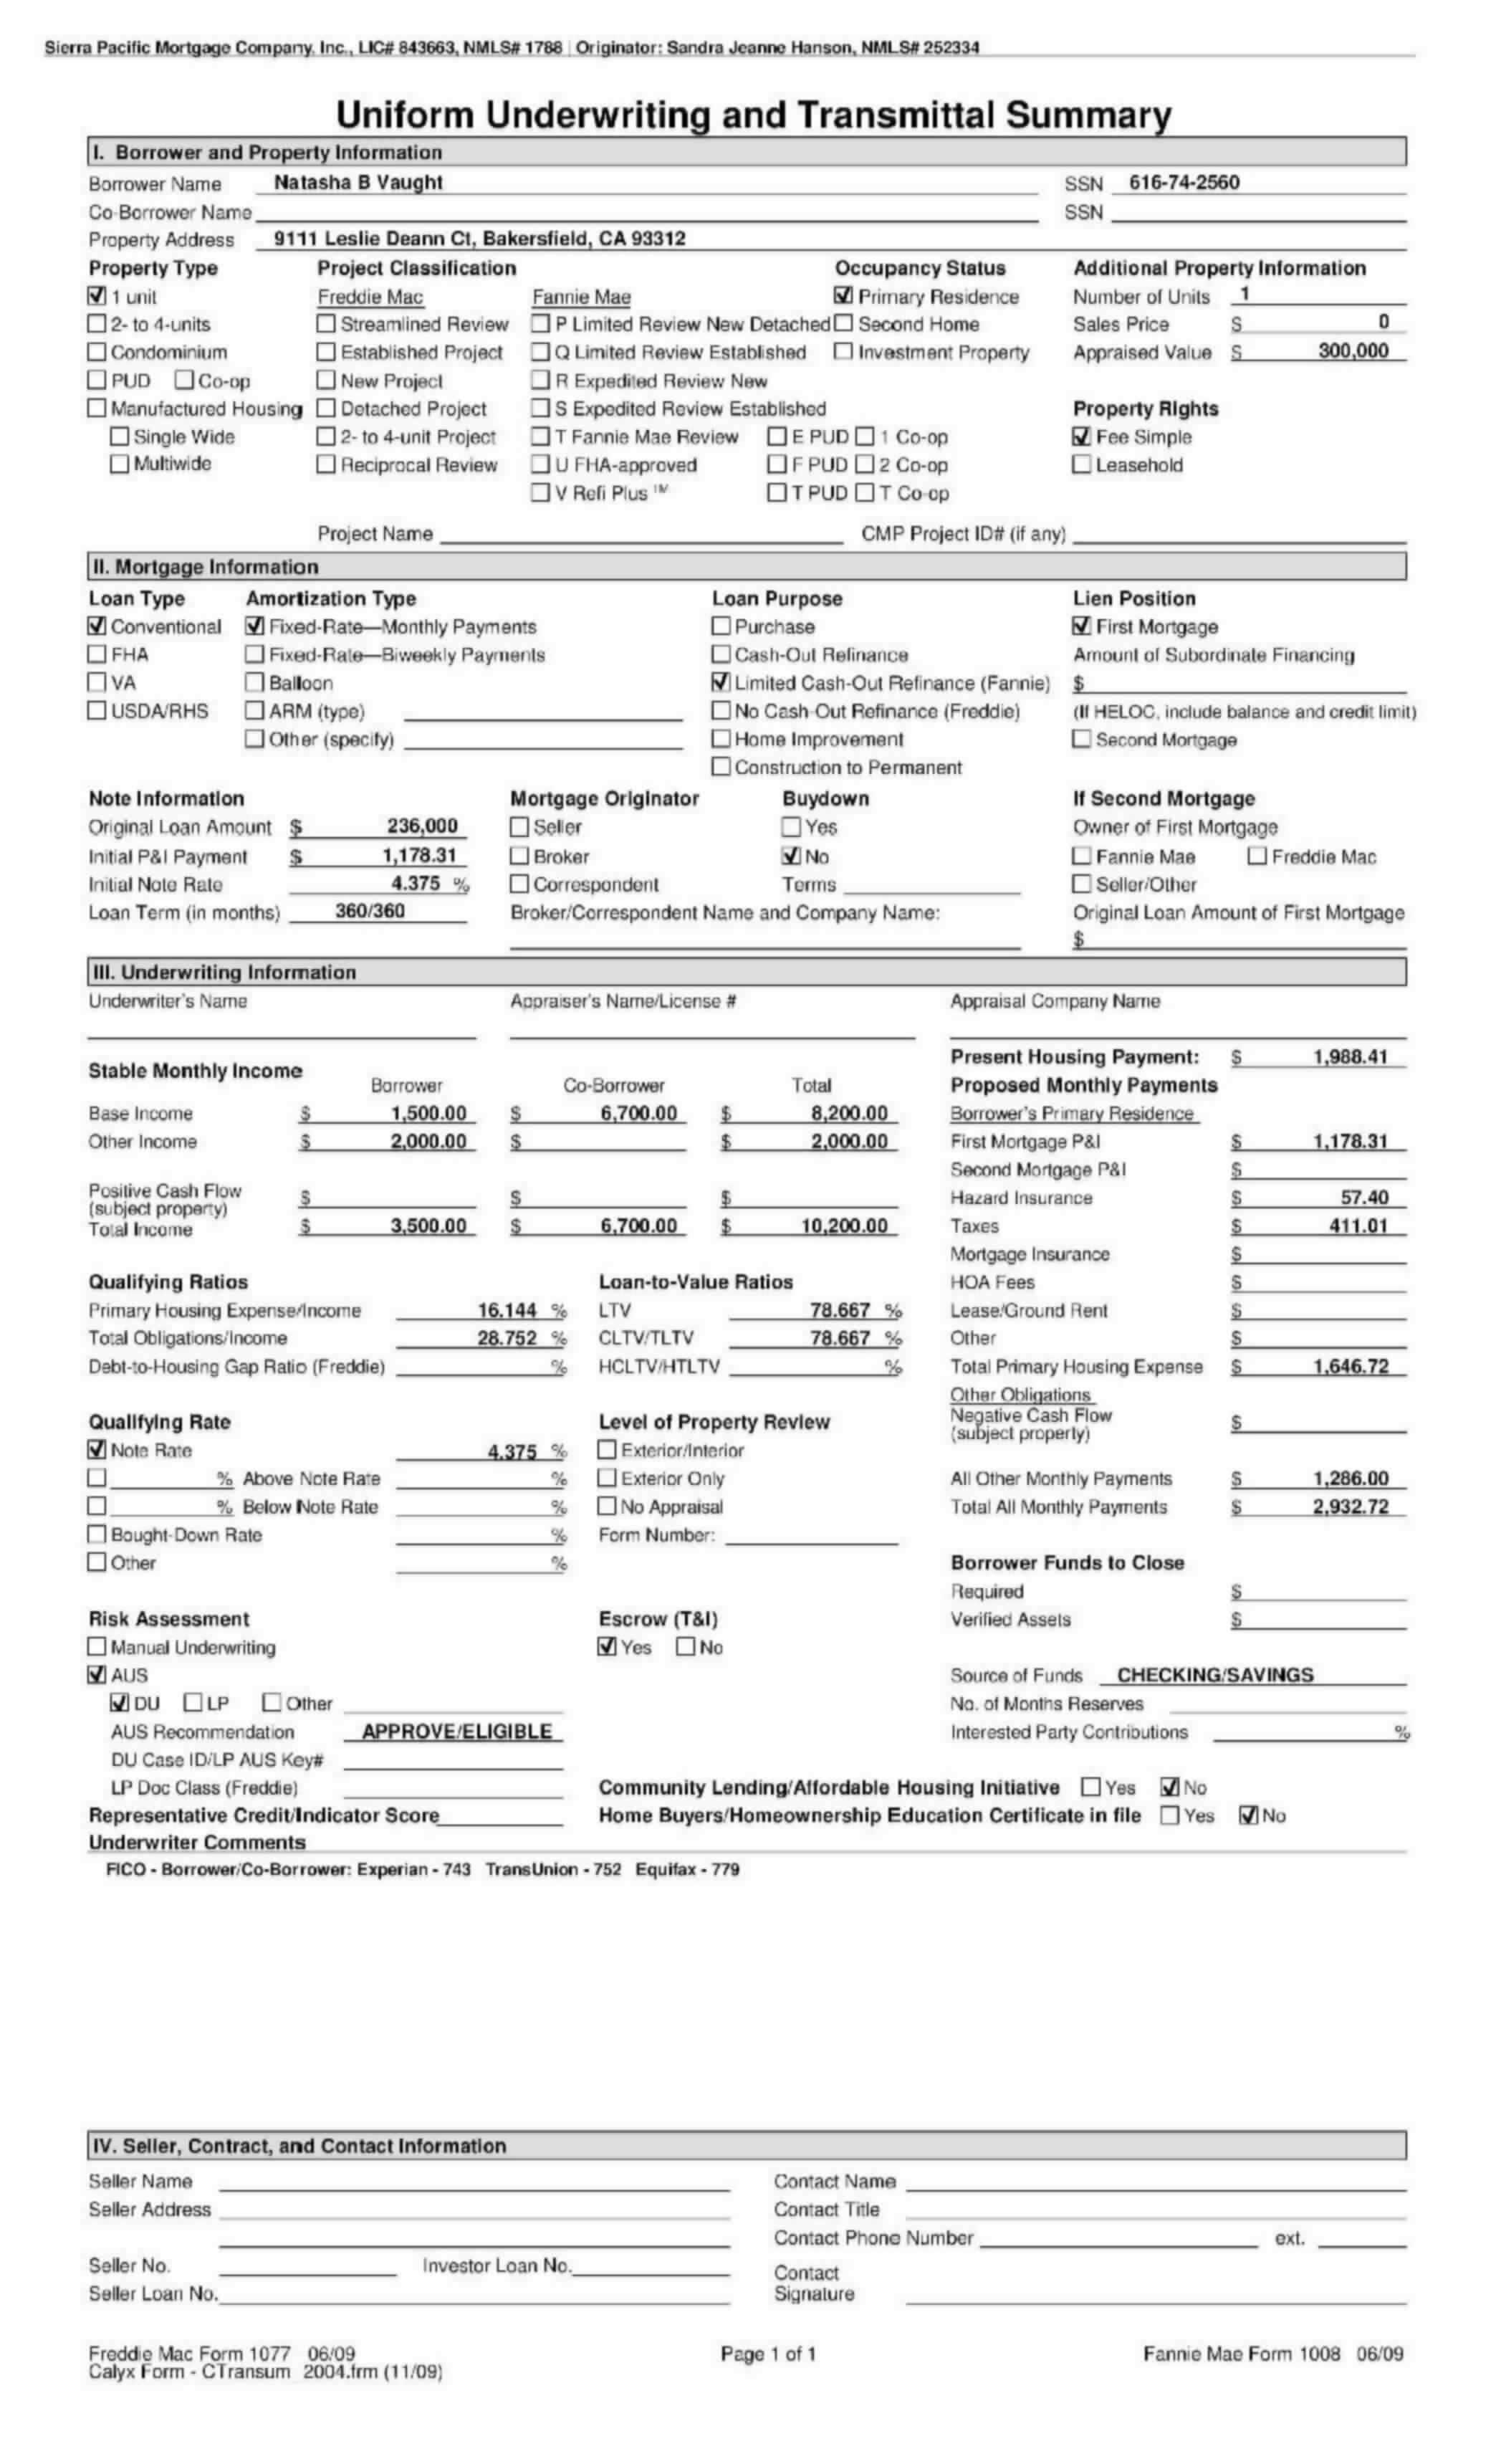 Sierra Pacific Mortgage Company, Inc., LIC# 843663, NMLS# 1788 | Originator: Sandra Jeanne Hanson, NMLS# 252334
Uniform Underwriting and Transmittal Summary
I. Borrower and Property Information
Borrower Name Natasha B Vaught SSN 616-74-2560
Co-Borrower Name SSN
Property Address 9111 Leslie Deann Ct, Bakersfield, CA 93312
Property Type Project Classification Occupancy Status Additional Property Information
☑ 1 unit Freddie Mac Fannie Mae ☑ Primary Residence Number of Units 1
☐ 2- to 4-units ☐ Streamlined Review ☐ P Limited Review New Detached ☐ Second Home Sales Price $ 0
☐ Condominium ☐ Established Project ☐ Q Limited Review Established ☐ Investment Property Appraised Value $ 300,000
☐ PUD ☐ Co-op ☐ New Project ☐ R Expedited Review New
☐ Manufactured Housing ☐ Detached Project ☐ S Expedited Review Established Property Rights
☐ Single Wide ☐ 2- to 4-unit Project ☐ T Fannie Mae Review ☐ E PUD ☐ 1 Co-op ☑ Fee Simple
☐ Multiwide ☐ Reciprocal Review ☐ U FHA-approved ☐ F PUD ☐ 2 Co-op ☐ Leasehold
☐ V Refi Plus ™ ☐ T PUD ☐ T Co-op
Project Name CMP Project ID# (if any)
II. Mortgage Information
Loan Type Amortization Type Loan Purpose Lien Position
☑ Conventional ☑ Fixed-Rate—Monthly Payments ☐ Purchase ☑ First Mortgage
☐ FHA ☐ Fixed-Rate—Biweekly Payments ☐ Cash-Out Refinance Amount of Subordinate Financing
☐ VA ☐ Balloon ☑ Limited Cash-Out Refinance (Fannie) $
☐ USDA/RHS ☐ ARM (type) ☐ No Cash-Out Refinance (Freddie) (If HELOC, include balance and credit limit)
☐ Other (specify) ☐ Home Improvement ☐ Second Mortgage
☐ Construction to Permanent
Note Information Mortgage Originator Buydown If Second Mortgage
Original Loan Amount $ 236,000 ☐ Seller ☐ Yes Owner of First Mortgage
Initial P&I Payment $ 1,178.31 ☐ Broker ☑ No ☐ Fannie Mae ☐ Freddie Mac
Initial Note Rate 4.375 % ☐ Correspondent Terms ☐ Seller/Other
Loan Term (in months) 360/360 Broker/Correspondent Name and Company Name: Original Loan Amount of First Mortgage
$
III. Underwriting Information
Underwriter's Name Appraiser's Name/License # Appraisal Company Name
Present Housing Payment: $ 1,988.41
Stable Monthly Income
Borrower Co-Borrower Total Proposed Monthly Payments
Base Income $ 1,500.00 $ 6,700.00 $ 8,200.00 Borrower's Primary Residence
Other Income $ 2,000.00 $ $ 2,000.00 First Mortgage P&I $ 1,178.31
Second Mortgage P&I $
Positive Cash Flow $ $ $ Hazard Insurance $ 57.40
(subject property)
Total Income $ 3,500.00 $ 6,700.00 $ 10,200.00 Taxes $ 411.01
Mortgage Insurance $
Qualifying Ratios Loan-to-Value Ratios HOA Fees $
Primary Housing Expense/Income 16.144 % LTV 78.667 % Lease/Ground Rent $
Total Obligations/Income 28.752 % CLTV/TLTV 78.667 % Other $
Debt-to-Housing Gap Ratio (Freddie) % HCLTV/HTLTV % Total Primary Housing Expense $ 1,646.72
Other Obligations
Qualifying Rate Level of Property Review Negative Cash Flow $
(subject property)
☑ Note Rate 4.375 % ☐ Exterior/Interior
☐ % Above Note Rate % ☐ Exterior Only All Other Monthly Payments $ 1,286.00
☐ % Below Note Rate % ☐ No Appraisal Total All Monthly Payments $ 2,932.72
☐ Bought-Down Rate % Form Number:
☐ Other % Borrower Funds to Close
Required $
Risk Assessment Escrow (T&I) Verified Assets $
☐ Manual Underwriting ☑ Yes ☐ No
☑ AUS Source of Funds CHECKING/SAVINGS
☑ DU ☐ LP ☐ Other No. of Months Reserves
AUS Recommendation APPROVE/ELIGIBLE Interested Party Contributions %
DU Case ID/LP AUS Key#
LP Doc Class (Freddie) Community Lending/Affordable Housing Initiative ☐ Yes ☑ No
Representative Credit/Indicator Score Home Buyers/Homeownership Education Certificate in file ☐ Yes ☑ No
Underwriter Comments
FICO - Borrower/Co-Borrower: Experian - 743 TransUnion - 752 Equifax - 779
IV. Seller, Contract, and Contact Information
Seller Name Contact Name
Seller Address Contact Title
Contact Phone Number ext.
Seller No. Investor Loan No. Contact
Seller Loan No. Signature
Freddie Mac Form 1077 06/09 Page 1 of 1 Fannie Mae Form 1008 06/09
Calyx Form - CTransum 2004.frm (11/09)